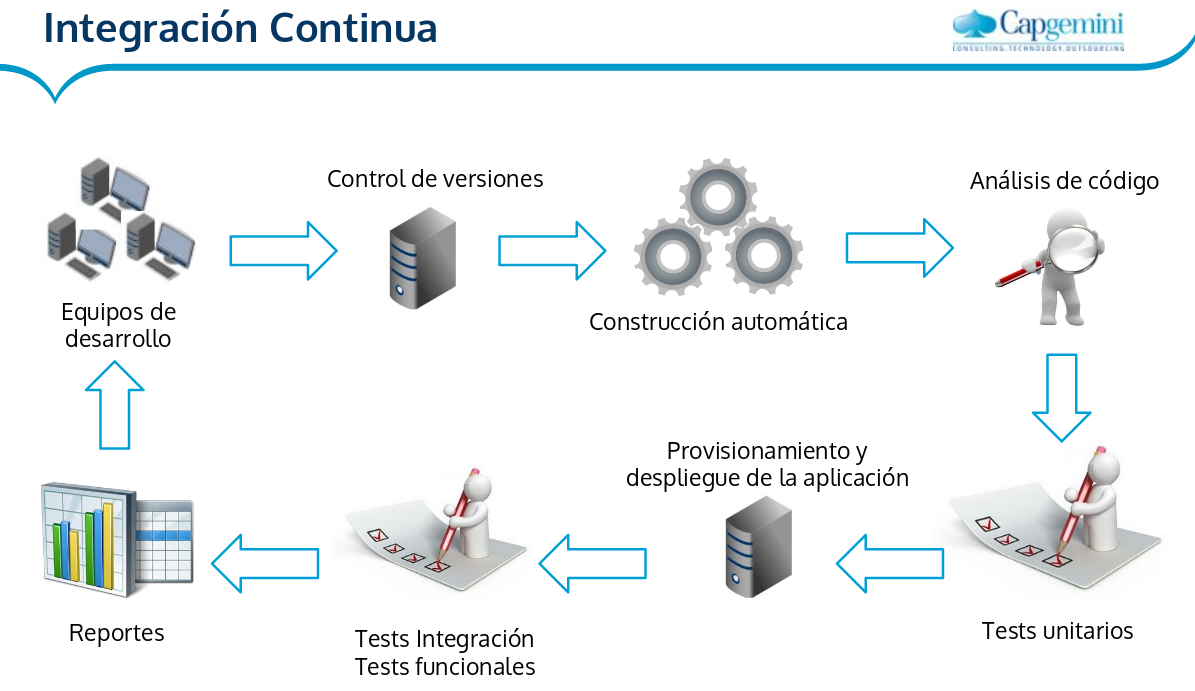 Integración Continua
Capgemini
CONSULTING.TECHNOLOGY.OUTSOURCING
Control de versiones
Análisis de código
Equipos de
desarrollo
Construcción automática
Provisionamiento y
despliegue de la aplicación
Reportes
Tests Integración
Tests funcionales
Tests unitarios